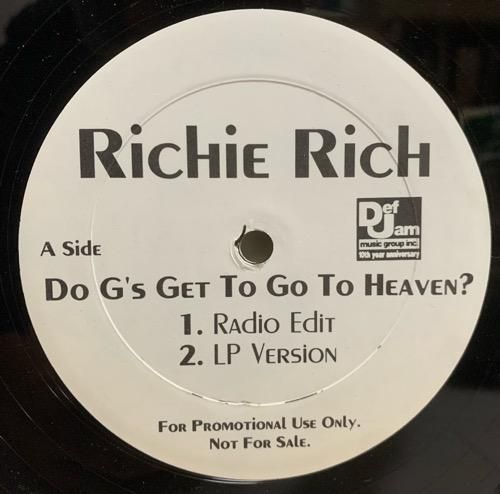 Richie Rich
Def
Jam
music group inc.
10th year anniversary
A Side
Do G's Get To Go To Heaven?
1. Radio Edit
2. LP Version
For Promotional Use Only.
Not For Sale.